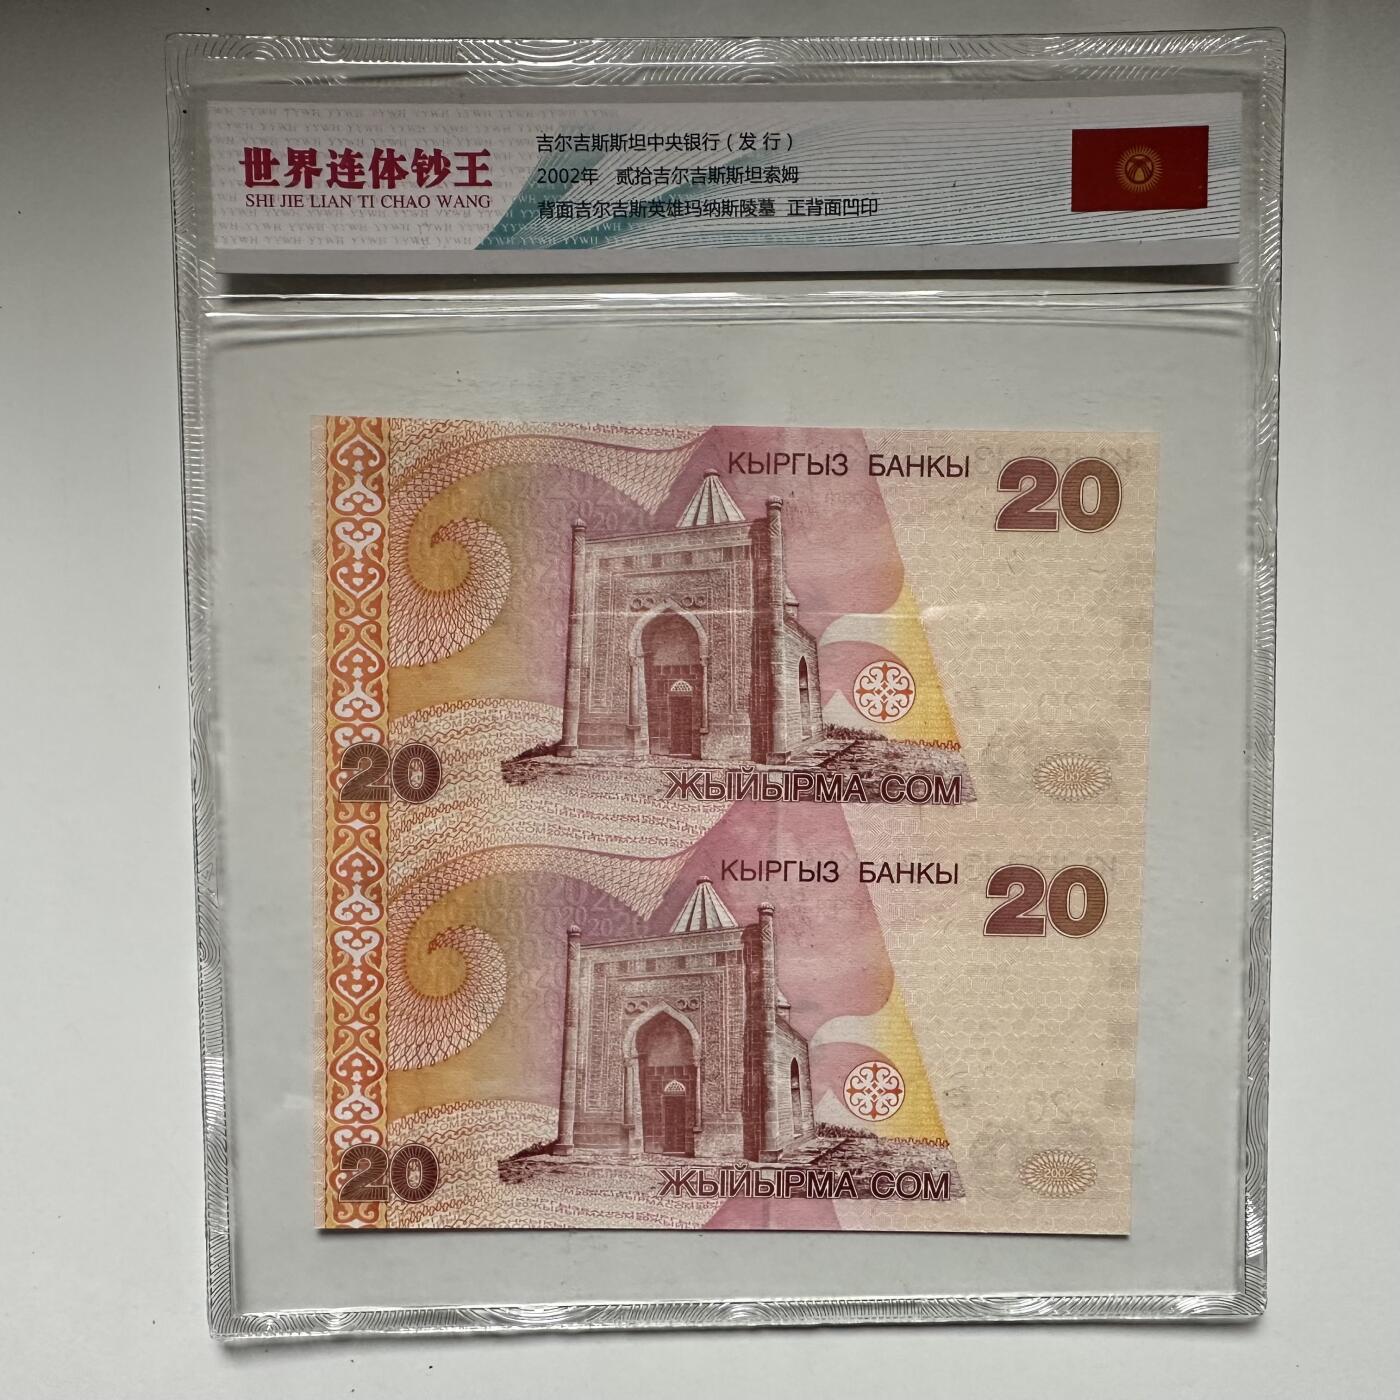 世界连体钞王
SHI JIE LIAN TI CHAO WANG
吉尔吉斯斯坦中央银行（发 行）
2002年 贰拾吉尔吉斯斯坦索姆
背面吉尔吉斯英雄玛纳斯陵墓 正背面凹印
КЫРГЫЗ БАНКЫ
20
20
ЖЫЙЫРМА СОМ
2002
КЫРГЫЗ БАНКЫ
20
20
ЖЫЙЫРМА СОМ
2002